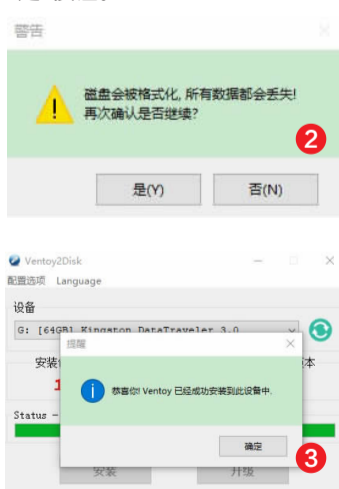 警告
磁盘会被格式化, 所有数据都会丢失!
再次确认是否继续?
2
是(Y)
否(N)
Ventoy2Disk
配置选项 Language
设备
G: [64GB] Kingston DataTraveler 3.0
提醒
安装
本
1
恭喜你! Ventoy 已经成功安装到此设备中.
Status -
确定
3
安装
升级